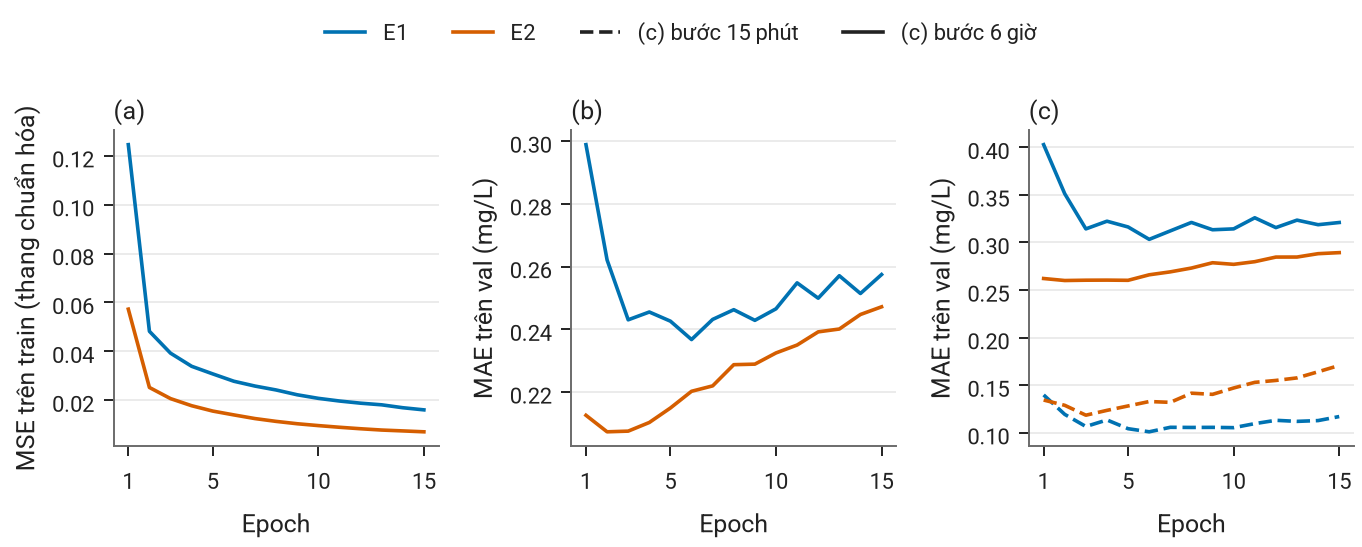 E1 E2 (c) bước 15 phút (c) bước 6 giờ
(a)
MSE trên train (thang chuẩn hóa)
0.12
0.10
0.08
0.06
0.04
0.02
1 5 10 15
Epoch
(b)
MAE trên val (mg/L)
0.30
0.28
0.26
0.24
0.22
1 5 10 15
Epoch
(c)
MAE trên val (mg/L)
0.40
0.35
0.30
0.25
0.20
0.15
0.10
1 5 10 15
Epoch